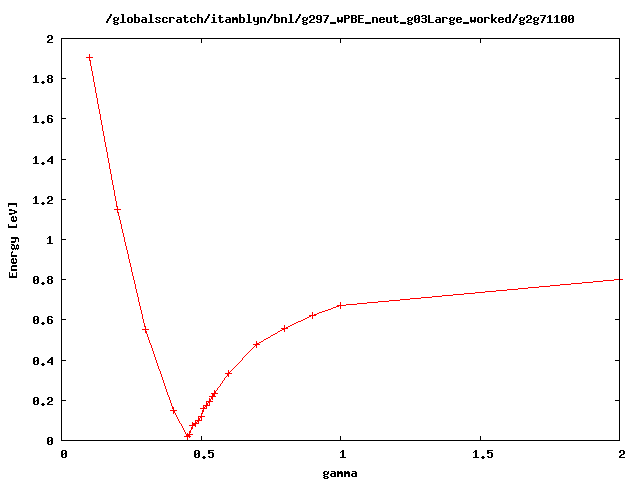 /globalscratch/itamblyn/bnl/g297_wPBE_neut_g03Large_worked/g2g71100
2
1.8
1.6
1.4
1.2
1
0.8
0.6
0.4
0.2
0
Energy [eV]
0 0.5 1 1.5 2
gamma